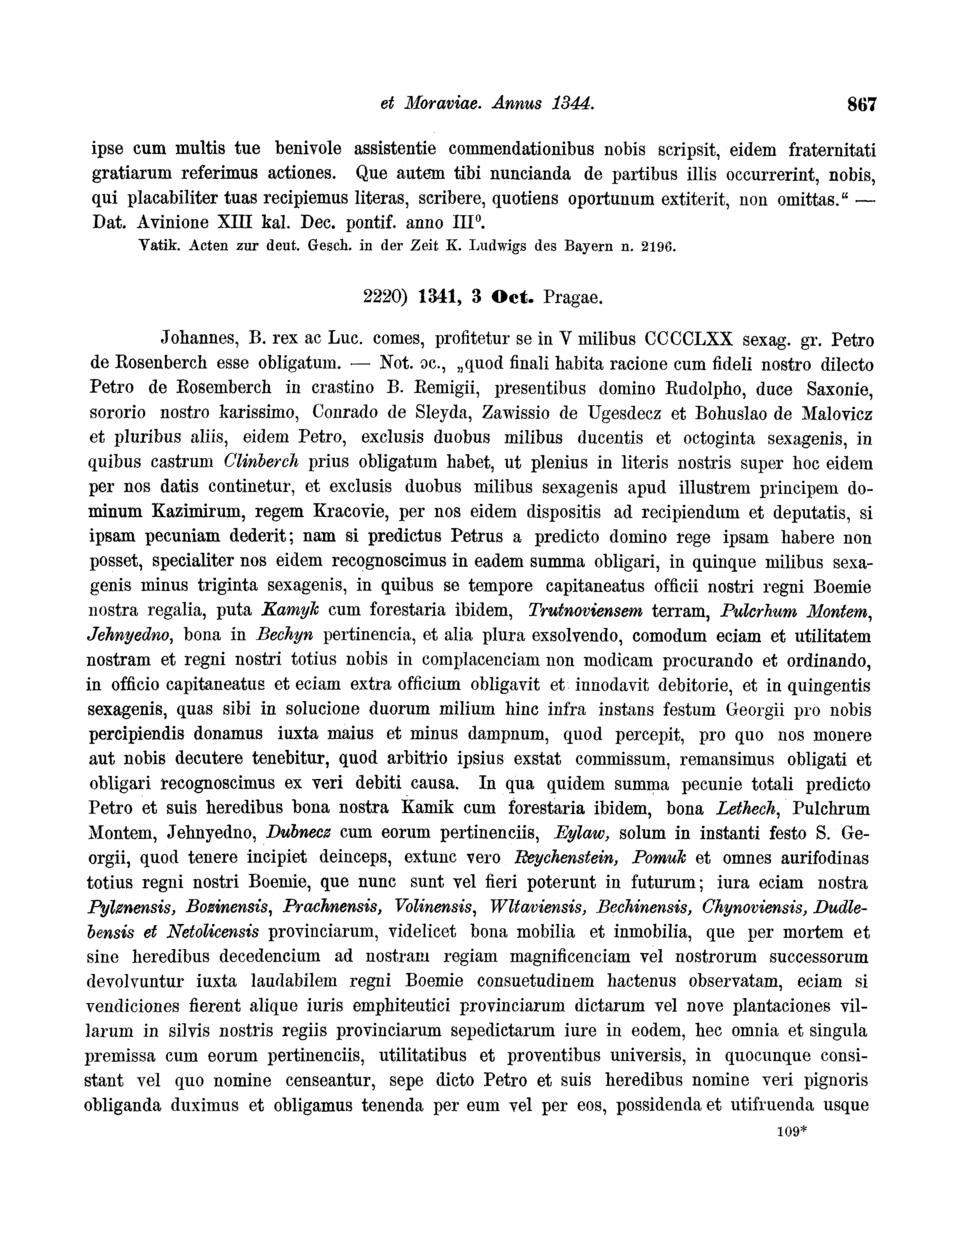 et Moraviae. Annus 1344. 867
ipse cum multis tue benivole assistentie commendationibus nobis scripsit, eidem fraternitati
gratiarum referimus actiones. Que autem tibi nuncianda de partibus illis occurrerint, nobis,
qui placabiliter tuas recipiemus literas, scribere, quotiens oportunum extiterit, non omittas.“ —
Dat. Avinione XIII kal. Dec. pontif. anno III⁰.
Vatik. Acten zur deut. Gesch. in der Zeit K. Ludwigs des Bayern n. 2196.
2220) 1341, 3 Oct. Pragae.
Johannes, B. rex ac Luc. comes, profitetur se in V milibus CCCCLXX sexag. gr. Petro
de Rosenberch esse obligatum. — Not. ɔc., „quod finali habita racione cum fideli nostro dilecto
Petro de Rosemberch in crastino B. Remigii, presentibus domino Rudolpho, duce Saxonie,
sororio nostro karissimo, Conrado de Sleyda, Zawissio de Ugesdecz et Bohuslao de Malovicz
et pluribus aliis, eidem Petro, exclusis duobus milibus ducentis et octoginta sexagenis, in
quibus castrum Clinberch prius obligatum habet, ut plenius in literis nostris super hoc eidem
per nos datis continetur, et exclusis duobus milibus sexagenis apud illustrem principem do-
minum Kazimirum, regem Kracovie, per nos eidem dispositis ad recipiendum et deputatis, si
ipsam pecuniam dederit; nam si predictus Petrus a predicto domino rege ipsam habere non
posset, specialiter nos eidem recognoscimus in eadem summa obligari, in quinque milibus sexa-
genis minus triginta sexagenis, in quibus se tempore capitaneatus officii nostri regni Boemie
nostra regalia, puta Kamyk cum forestaria ibidem, Trutnoviensem terram, Pulcrhum Montem,
Jehnyedno, bona in Bechyn pertinencia, et alia plura exsolvendo, comodum eciam et utilitatem
nostram et regni nostri totius nobis in complacenciam non modicam procurando et ordinando,
in officio capitaneatus et eciam extra officium obligavit et innodavit debitorie, et in quingentis
sexagenis, quas sibi in solucione duorum milium hinc infra instans festum Georgii pro nobis
percipiendis donamus iuxta maius et minus dampnum, quod percepit, pro quo nos monere
aut nobis decutere tenebitur, quod arbitrio ipsius exstat commissum, remansimus obligati et
obligari recognoscimus ex veri debiti causa. In qua quidem summa pecunie totali predicto
Petro et suis heredibus bona nostra Kamik cum forestaria ibidem, bona Lethech, Pulchrum
Montem, Jehnyedno, Dubnecz cum eorum pertinenciis, Eylaw, solum in instanti festo S. Ge-
orgii, quod tenere incipiet deinceps, extunc vero Reychenstein, Pomuk et omnes aurifodinas
totius regni nostri Boemie, que nunc sunt vel fieri poterunt in futurum; iura eciam nostra
Pylznensis, Bozinensis, Prachnensis, Volinensis, Wltaviensis, Bechinensis, Chynoviensis, Dudle-
bensis et Netolicensis provinciarum, videlicet bona mobilia et inmobilia, que per mortem et
sine heredibus decedencium ad nostram regiam magnificenciam vel nostrorum successorum
devolvuntur iuxta laudabilem regni Boemie consuetudinem hactenus observatam, eciam si
vendiciones fierent alique iuris emphiteutici provinciarum dictarum vel nove plantaciones vil-
larum in silvis nostris regiis provinciarum sepedictarum iure in eodem, hec omnia et singula
premissa cum eorum pertinenciis, utilitatibus et proventibus universis, in quocunque consi-
stant vel quo nomine censeantur, sepe dicto Petro et suis heredibus nomine veri pignoris
obliganda duximus et obligamus tenenda per eum vel per eos, possidenda et utifruenda usque
109*